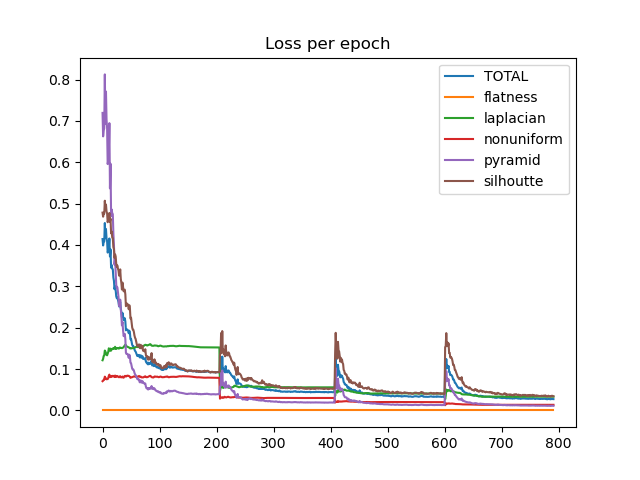 Loss per epoch
TOTAL
flatness
laplacian
nonuniform
pyramid
silhoutte
0.8
0.7
0.6
0.5
0.4
0.3
0.2
0.1
0.0
0 100 200 300 400 500 600 700 800